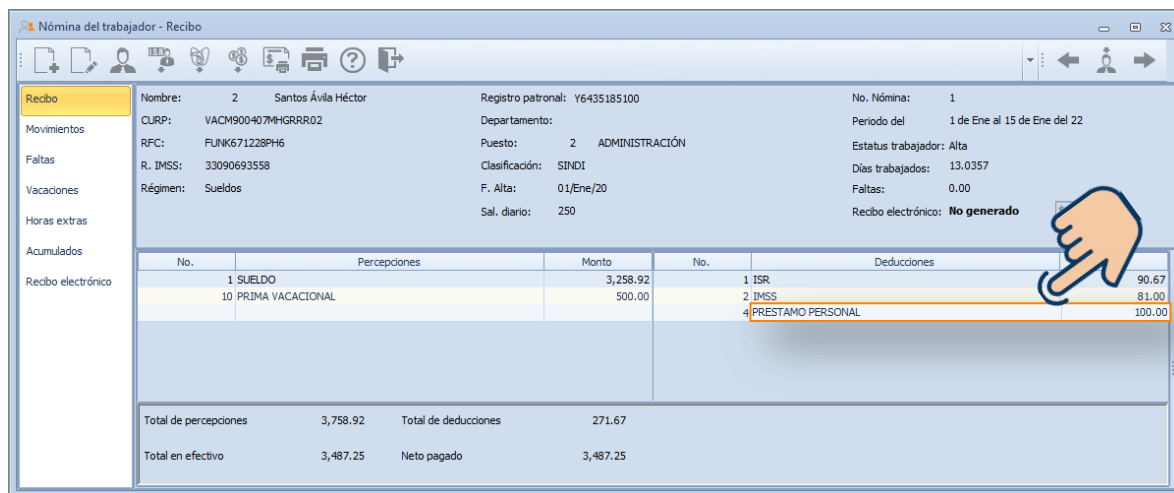 Nómina del trabajador - Recibo
Recibo
Movimientos
Faltas
Vacaciones
Horas extras
Acumulados
Recibo electrónico
Nombre: 2 Santos Ávila Héctor
CURP: VACM900407MHGRRR02
RFC: FUNK671228PH6
R. IMSS: 33090693558
Régimen: Sueldos
Registro patronal: Y6435185100
Departamento:
Puesto: 2 ADMINISTRACIÓN
Clasificación: SINDI
F. Alta: 01/Ene/20
Sal. diario: 250
No. Nómina: 1
Periodo del 1 de Ene al 15 de Ene del 22
Estatus trabajador: Alta
Días trabajados: 13.0357
Faltas: 0.00
Recibo electrónico: No generado
No. Percepciones Monto No. Deducciones
1 SUELDO 3,258.92 1 ISR 90.67
10 PRIMA VACACIONAL 500.00 2 IMSS 81.00
4 PRESTAMO PERSONAL 100.00
Total de percepciones 3,758.92 Total de deducciones 271.67
Total en efectivo 3,487.25 Neto pagado 3,487.25